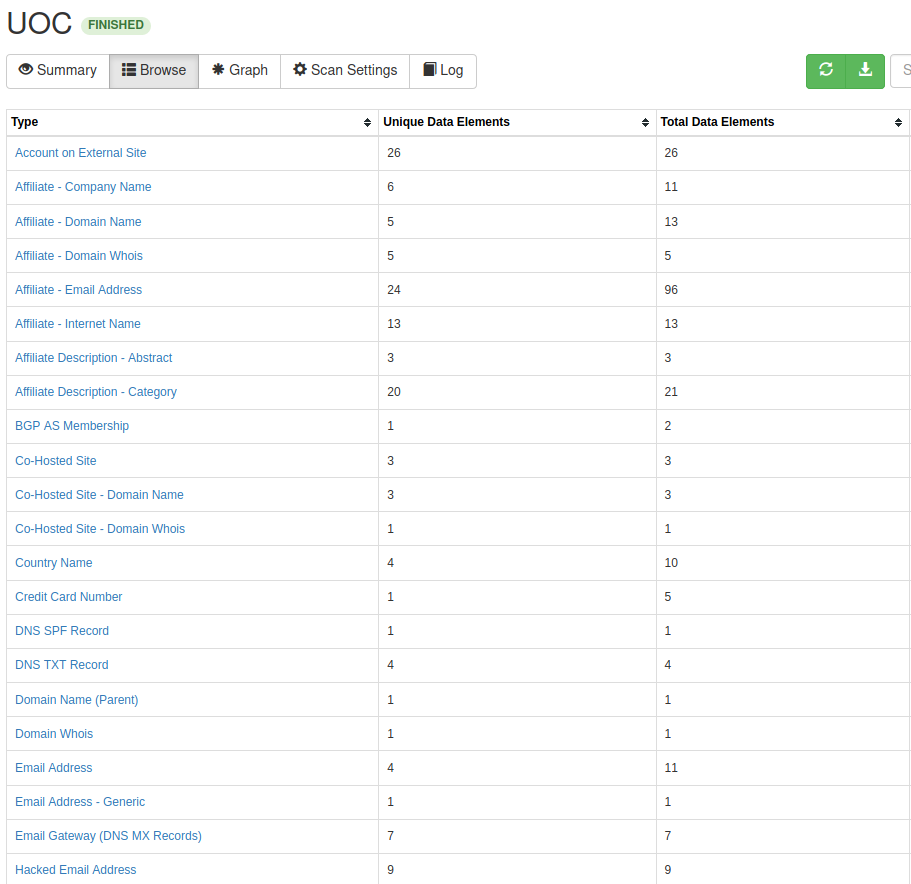 UOC FINISHED
Summary Browse Graph Scan Settings Log S
Type Unique Data Elements Total Data Elements
Account on External Site 26 26
Affiliate - Company Name 6 11
Affiliate - Domain Name 5 13
Affiliate - Domain Whois 5 5
Affiliate - Email Address 24 96
Affiliate - Internet Name 13 13
Affiliate Description - Abstract 3 3
Affiliate Description - Category 20 21
BGP AS Membership 1 2
Co-Hosted Site 3 3
Co-Hosted Site - Domain Name 3 3
Co-Hosted Site - Domain Whois 1 1
Country Name 4 10
Credit Card Number 1 5
DNS SPF Record 1 1
DNS TXT Record 4 4
Domain Name (Parent) 1 1
Domain Whois 1 1
Email Address 4 11
Email Address - Generic 1 1
Email Gateway (DNS MX Records) 7 7
Hacked Email Address 9 9